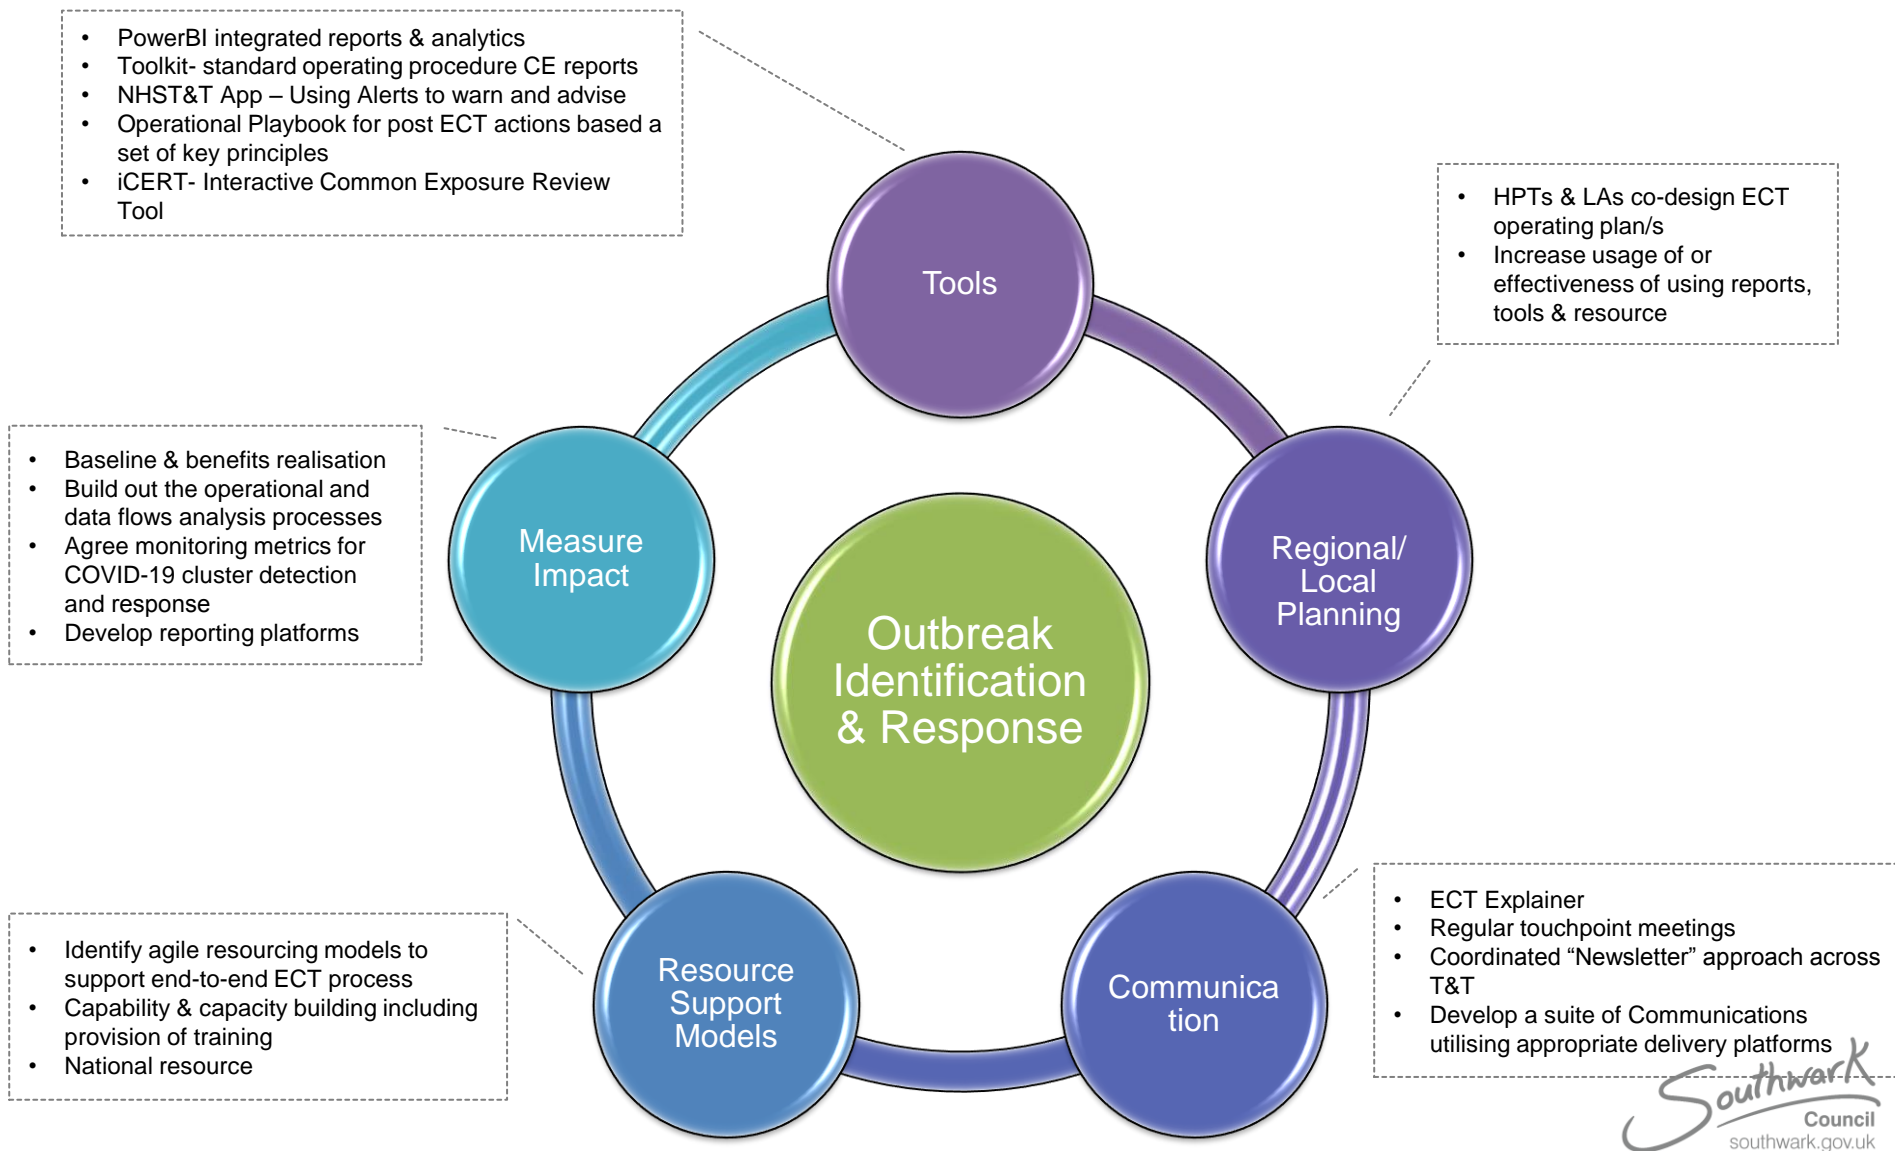 • PowerBI integrated reports & analytics
• Toolkit- standard operating procedure CE reports
• NHST&T App – Using Alerts to warn and advise
• Operational Playbook for post ECT actions based a
set of key principles
• iCERT- Interactive Common Exposure Review
Tool
Tools
• HPTs & LAs co-design ECT
operating plan/s
• Increase usage of or
effectiveness of using reports,
tools & resource
Regional/
Local
Planning
• Baseline & benefits realisation
• Build out the operational and
data flows analysis processes
• Agree monitoring metrics for
COVID-19 cluster detection
and response
• Develop reporting platforms
Measure
Impact
Outbreak
Identification
& Response
• Identify agile resourcing models to
support end-to-end ECT process
• Capability & capacity building including
provision of training
• National resource
Resource
Support
Models
Communica
tion
• ECT Explainer
• Regular touchpoint meetings
• Coordinated “Newsletter” approach across
T&T
• Develop a suite of Communications
utilising appropriate delivery platforms
Southwark
Council
southwark.gov.uk